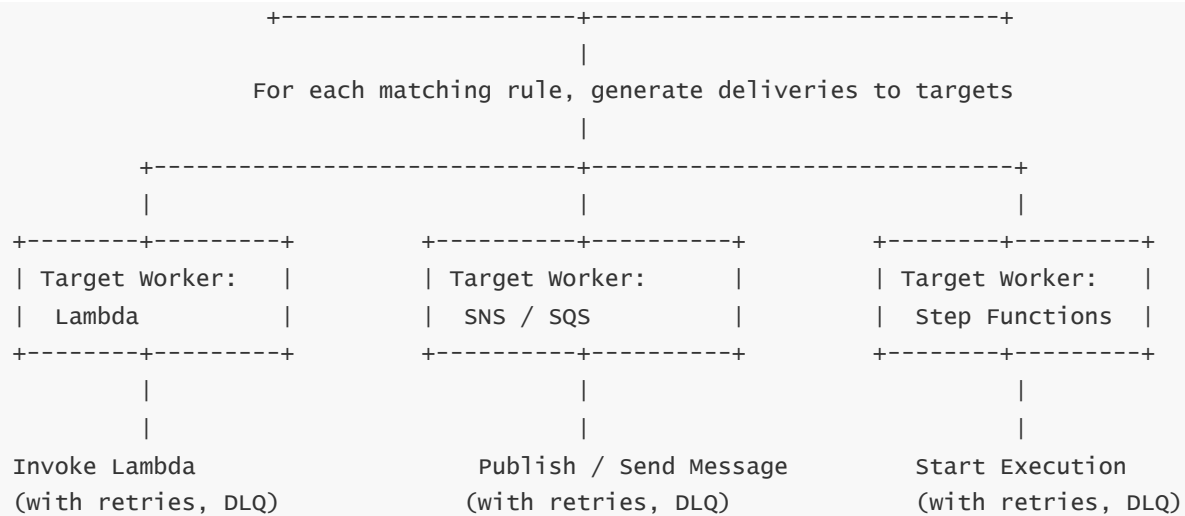 +---------------------+-----------------------------+
|
For each matching rule, generate deliveries to targets
|
+------------------------------+------------------------------+
| | |
+--------+---------+ +----------+----------+ +--------+---------+
| Target Worker: | | Target Worker: | | Target Worker: |
| Lambda | | SNS / SQS | | Step Functions |
+--------+---------+ +----------+----------+ +--------+---------+
| | |
| | |
Invoke Lambda Publish / Send Message Start Execution
(with retries, DLQ) (with retries, DLQ) (with retries, DLQ)